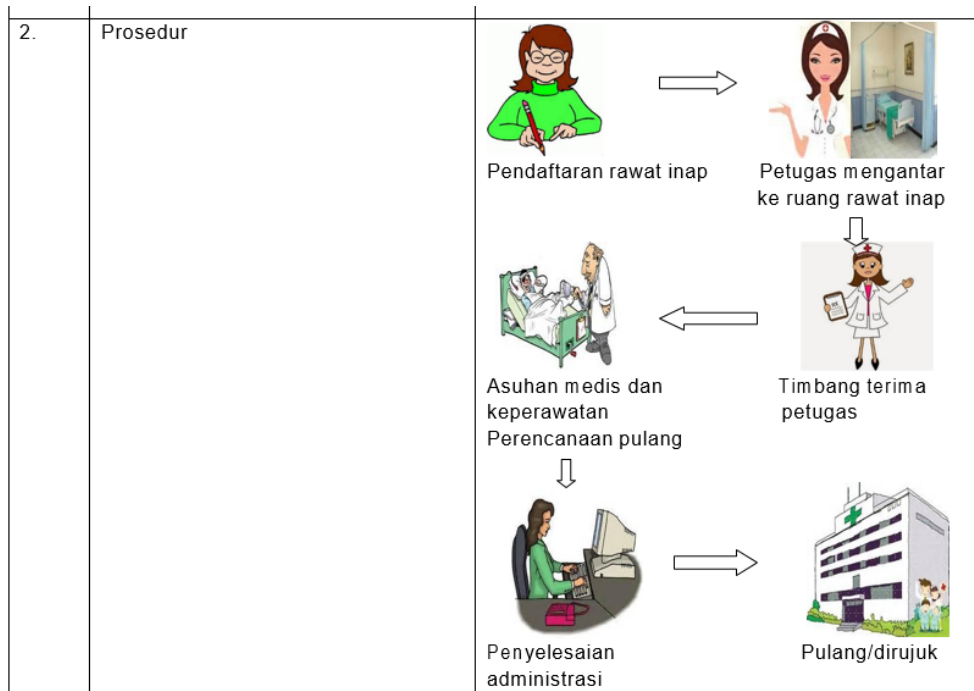 2.
Prosedur
Pendaftaran rawat inap
Petugas mengantar
ke ruang rawat inap
Timbang terima
petugas
Asuhan medis dan
keperawatan
Perencanaan pulang
Penyelesaian
administrasi
Pulang/dirujuk